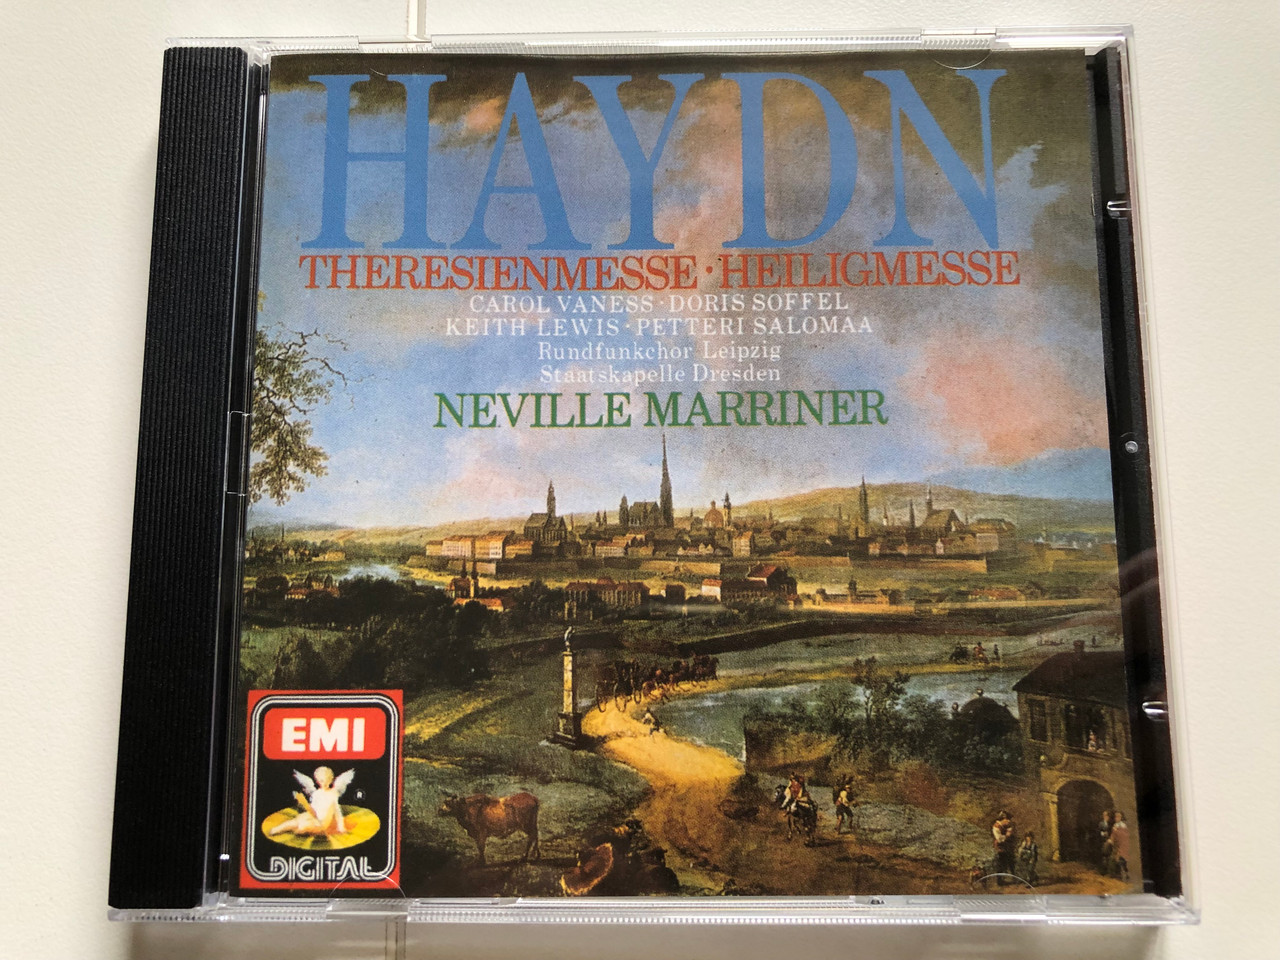 HAYDN
THERESIENMESSE · HEILIGMESSE
CAROL VANESS · DORIS SOFFEL
KEITH LEWIS · PETTERI SALOMAA
Rundfunkchor Leipzig
Staatskapelle Dresden
NEVILLE MARRINER
EMI
®
DIGITAL